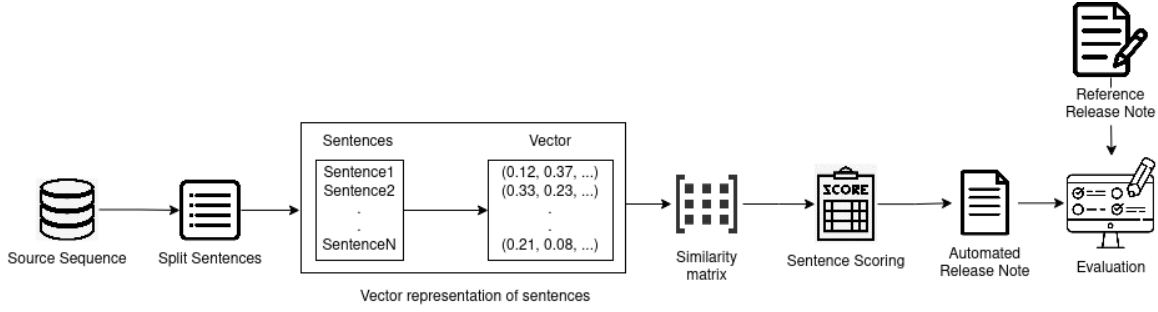 Source Sequence
Split Sentences
Sentences
Sentence1
Sentence2
.
.
SentenceN
Vector
(0.12, 0.37, ...)
(0.33, 0.23, ...)
.
.
(0.21, 0.08, ...)
Vector representation of sentences
Similarity
matrix
SCORE
Sentence Scoring
Automated
Release Note
Reference
Release Note
Evaluation